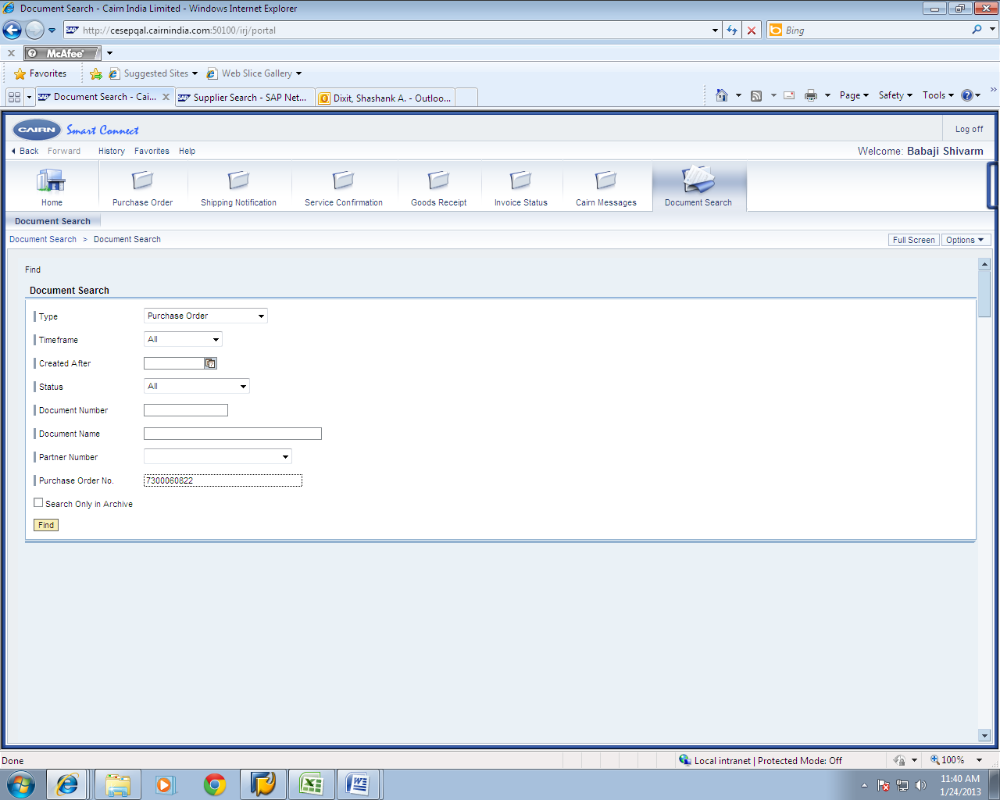 Document Search - Cairn India Limited - Windows Internet Explorer
http://cesepqal.cairnindia.com:50100/irj/portal
Bing
x McAfee
Favorites Suggested Sites Web Slice Gallery
Document Search - Cai... X Supplier Search - SAP Net... Dixit, Shashank A. - Outloo... Page Safety Tools »
CAIRN Smart Connect Log off
Back Forward History Favorites Help Welcome: Babaji Shivarm
Home Purchase Order Shipping Notification Service Confirmation Goods Receipt Invoice Status Cairn Messages Document Search
Document Search
Document Search > Document Search Full Screen Options
Find
Document Search
Type Purchase Order
Timeframe All
Created After
Status All
Document Number
Document Name
Partner Number
Purchase Order No. 7300060822
Search Only in Archive
Find
Done Local intranet | Protected Mode: Off 100%
11:40 AM
1/24/2013